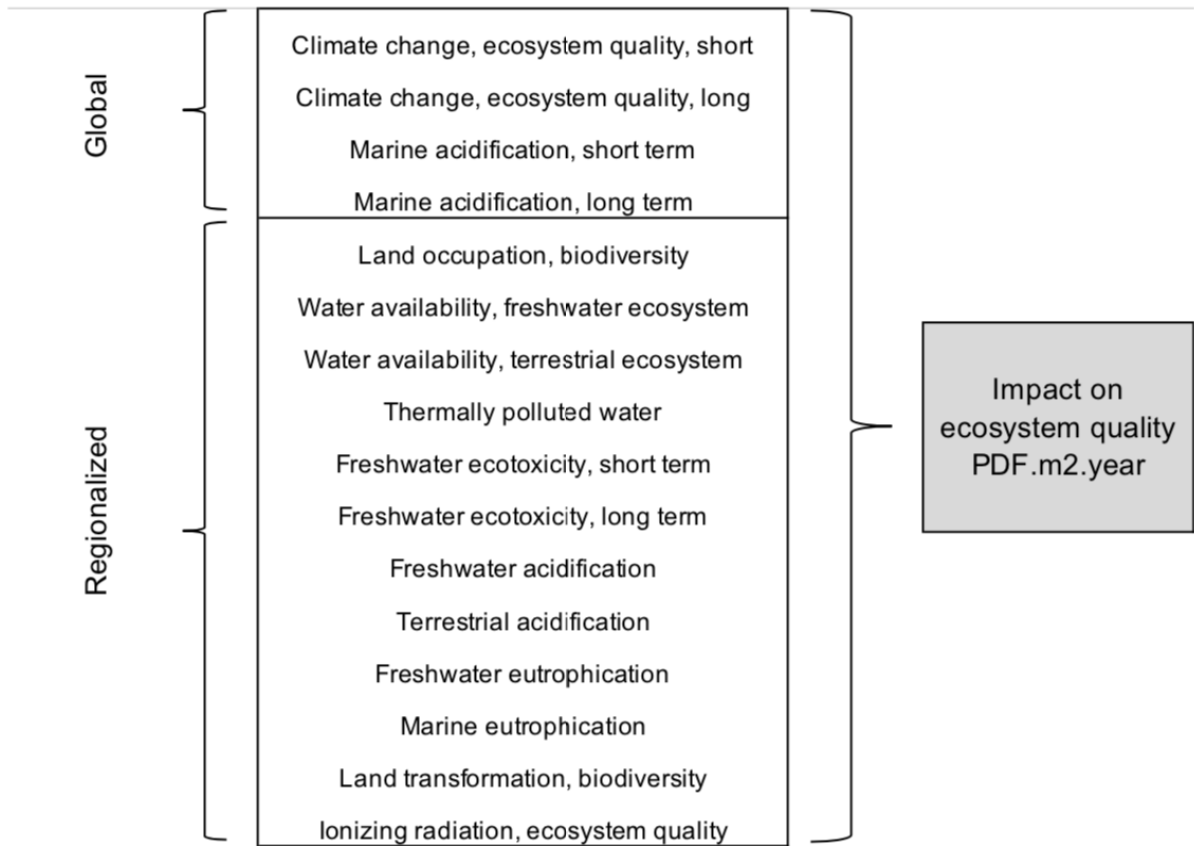 Global
Climate change, ecosystem quality, short
Climate change, ecosystem quality, long
Marine acidification, short term
Marine acidification, long term
Regionalized
Land occupation, biodiversity
Water availability, freshwater ecosystem
Water availability, terrestrial ecosystem
Thermally polluted water
Freshwater ecotoxicity, short term
Freshwater ecotoxicity, long term
Freshwater acidification
Terrestrial acidification
Freshwater eutrophication
Marine eutrophication
Land transformation, biodiversity
Ionizing radiation, ecosystem quality
Impact on
ecosystem quality
PDF.m2.year